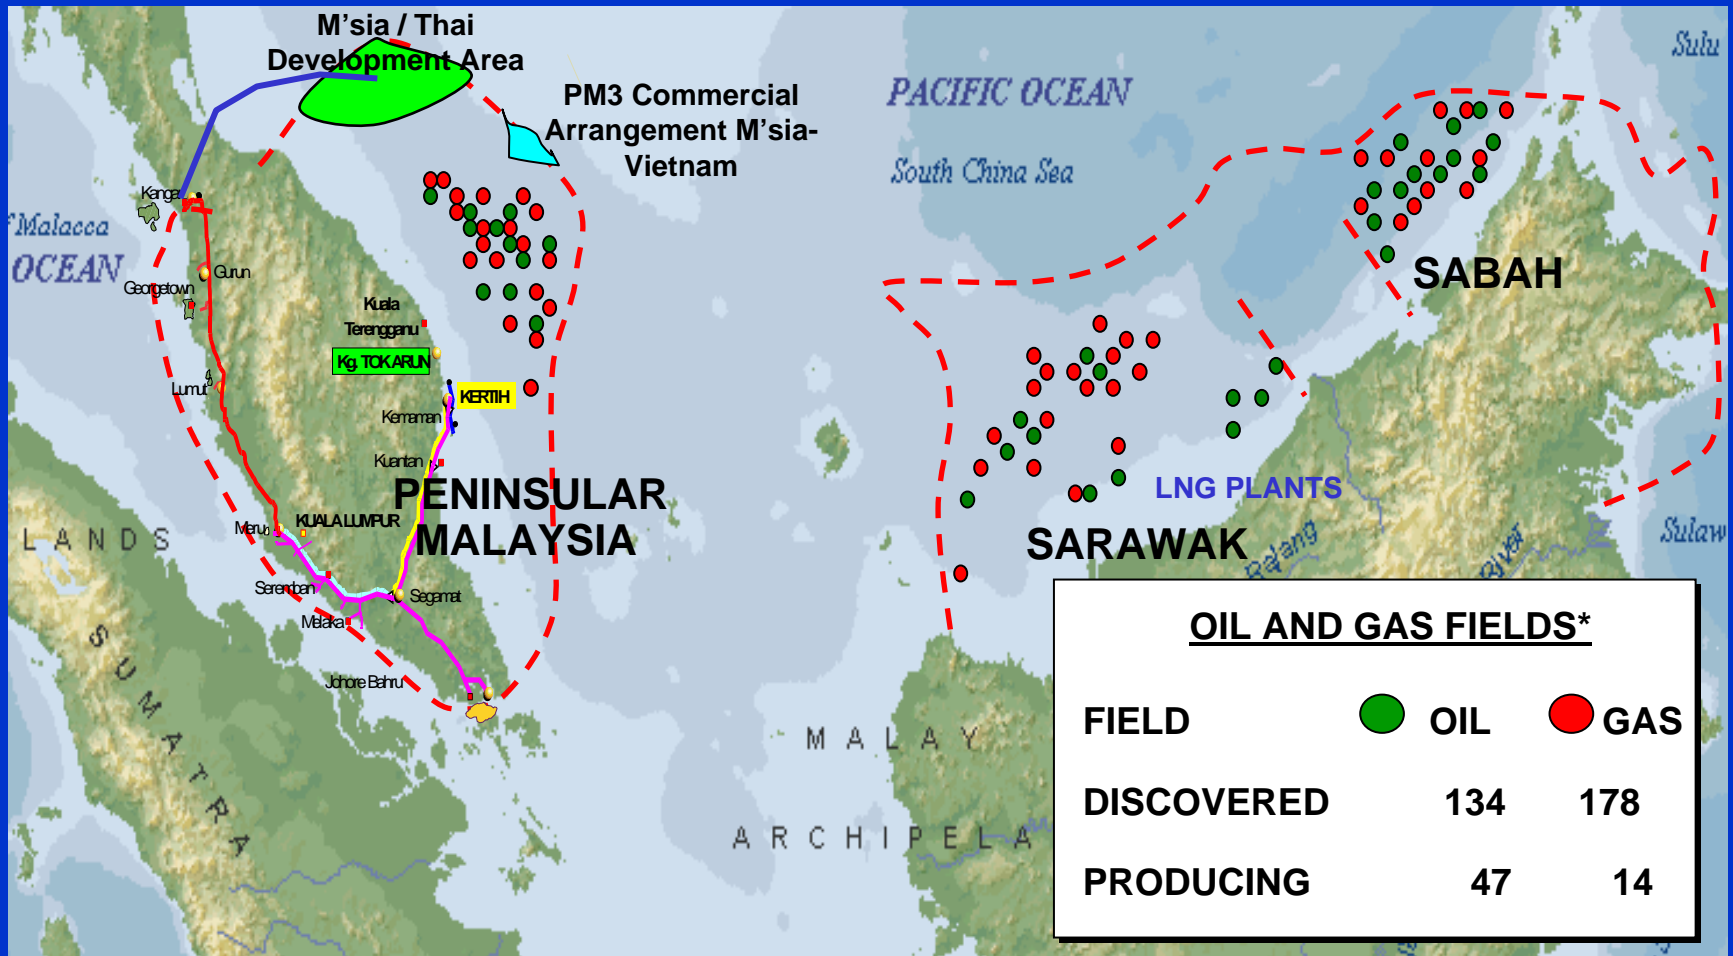 M'sia / Thai
Development Area
PM3 Commercial
Arrangement M'sia-
Vietnam
PACIFIC OCEAN
South China Sea
Sulu
Kangar
f Malacca
OCEAN
Gurun
Georgetown
Kuala
Terengganu
Kg. TOK ARUN
Lumut
KERTIH
Kemaman
Kuantan
PENINSULAR
MALAYSIA
SABAH
LNG PLANTS
SARAWAK
KUALA LUMPUR
Meru
LANDS
Seremban
Segamat
Melaka
Johore Bahru
SUMATRA
MALAY
ARCHIPELA
River
Sulaw
OIL AND GAS FIELDS*
FIELD OIL GAS
DISCOVERED 134 178
PRODUCING 47 14